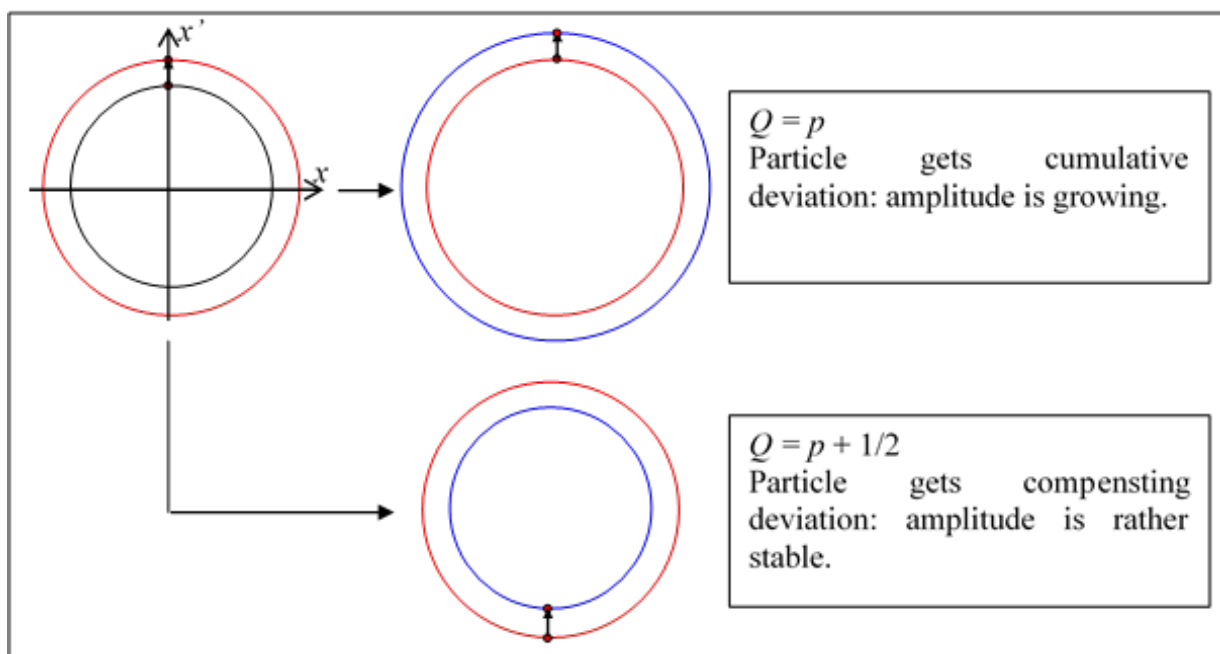 x’
x
Q = p
Particle gets cumulative
deviation: amplitude is growing.
Q = p + 1/2
Particle gets compensting
deviation: amplitude is rather
stable.